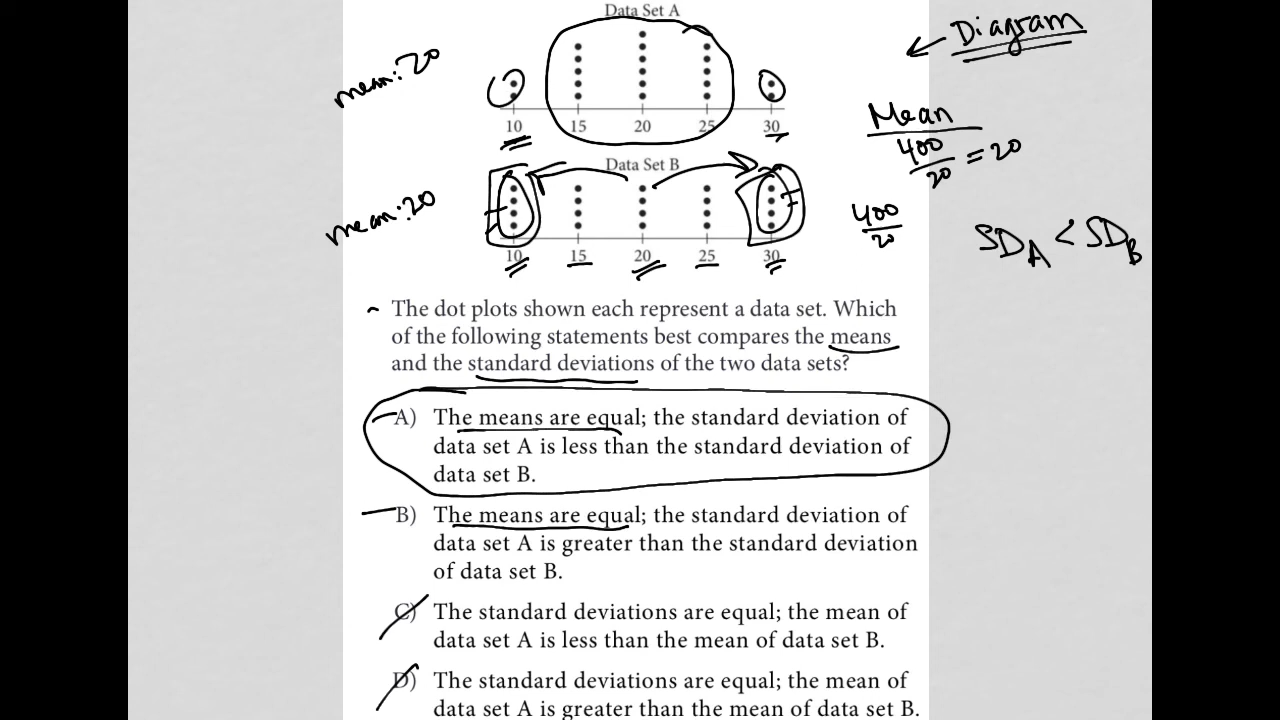 Data Set A
10 15 20 25 30
mean: 20
Diagram
Mean
400
20
= 20
Data Set B
10 15 20 25 30
mean: 20
400
20
SD_A < SD_B
The dot plots shown each represent a data set. Which
of the following statements best compares the means
and the standard deviations of the two data sets?
A) The means are equal; the standard deviation of
data set A is less than the standard deviation of
data set B.
B) The means are equal; the standard deviation of
data set A is greater than the standard deviation
of data set B.
C) The standard deviations are equal; the mean of
data set A is less than the mean of data set B.
D) The standard deviations are equal; the mean of
data set A is greater than the mean of data set B.